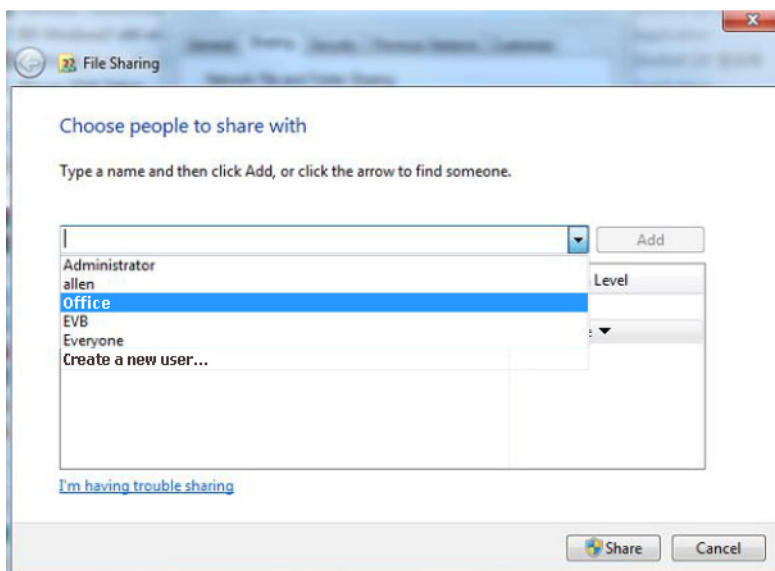 File Sharing
Choose people to share with
Type a name and then click Add, or click the arrow to find someone.
Add
Administrator
allen
Level
Office
EVB
Everyone
Create a new user...
I'm having trouble sharing
Share
Cancel